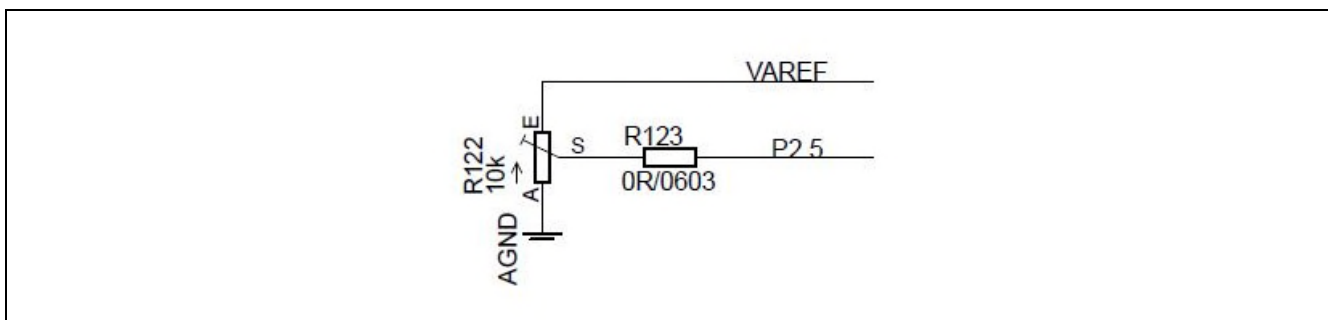 VAREF
E
R122
10k
S
R123
P2.5
0R/0603
A
AGND